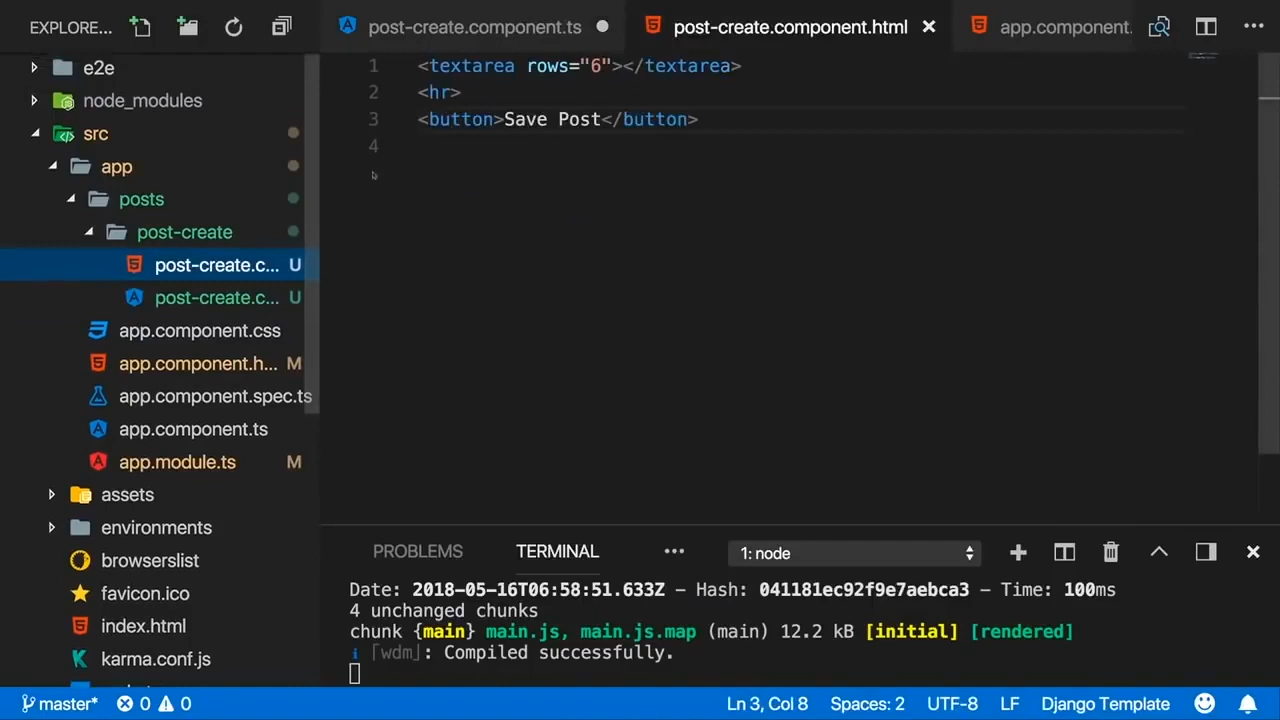 EXPLORE...
post-create.component.ts
post-create.component.html
app.component.
1 <textarea rows="6"></textarea>
2 <hr>
3 <button>Save Post</button>
4
e2e
node_modules
src
app
posts
post-create
post-create.c... U
post-create.c... U
app.component.css
app.component.h... M
app.component.spec.ts
app.component.ts
app.module.ts M
assets
environments
browserslist
favicon.ico
index.html
karma.conf.js
PROBLEMS TERMINAL ... 1: node
Date: 2018-05-16T06:58:51.633Z - Hash: 041181ec92f9e7aebca3 - Time: 100ms
4 unchanged chunks
chunk {main} main.js, main.js.map (main) 12.2 kB [initial] [rendered]
i ｢wdm｣: Compiled successfully.
master* 0 0 Ln 3, Col 8 Spaces: 2 UTF-8 LF Django Template